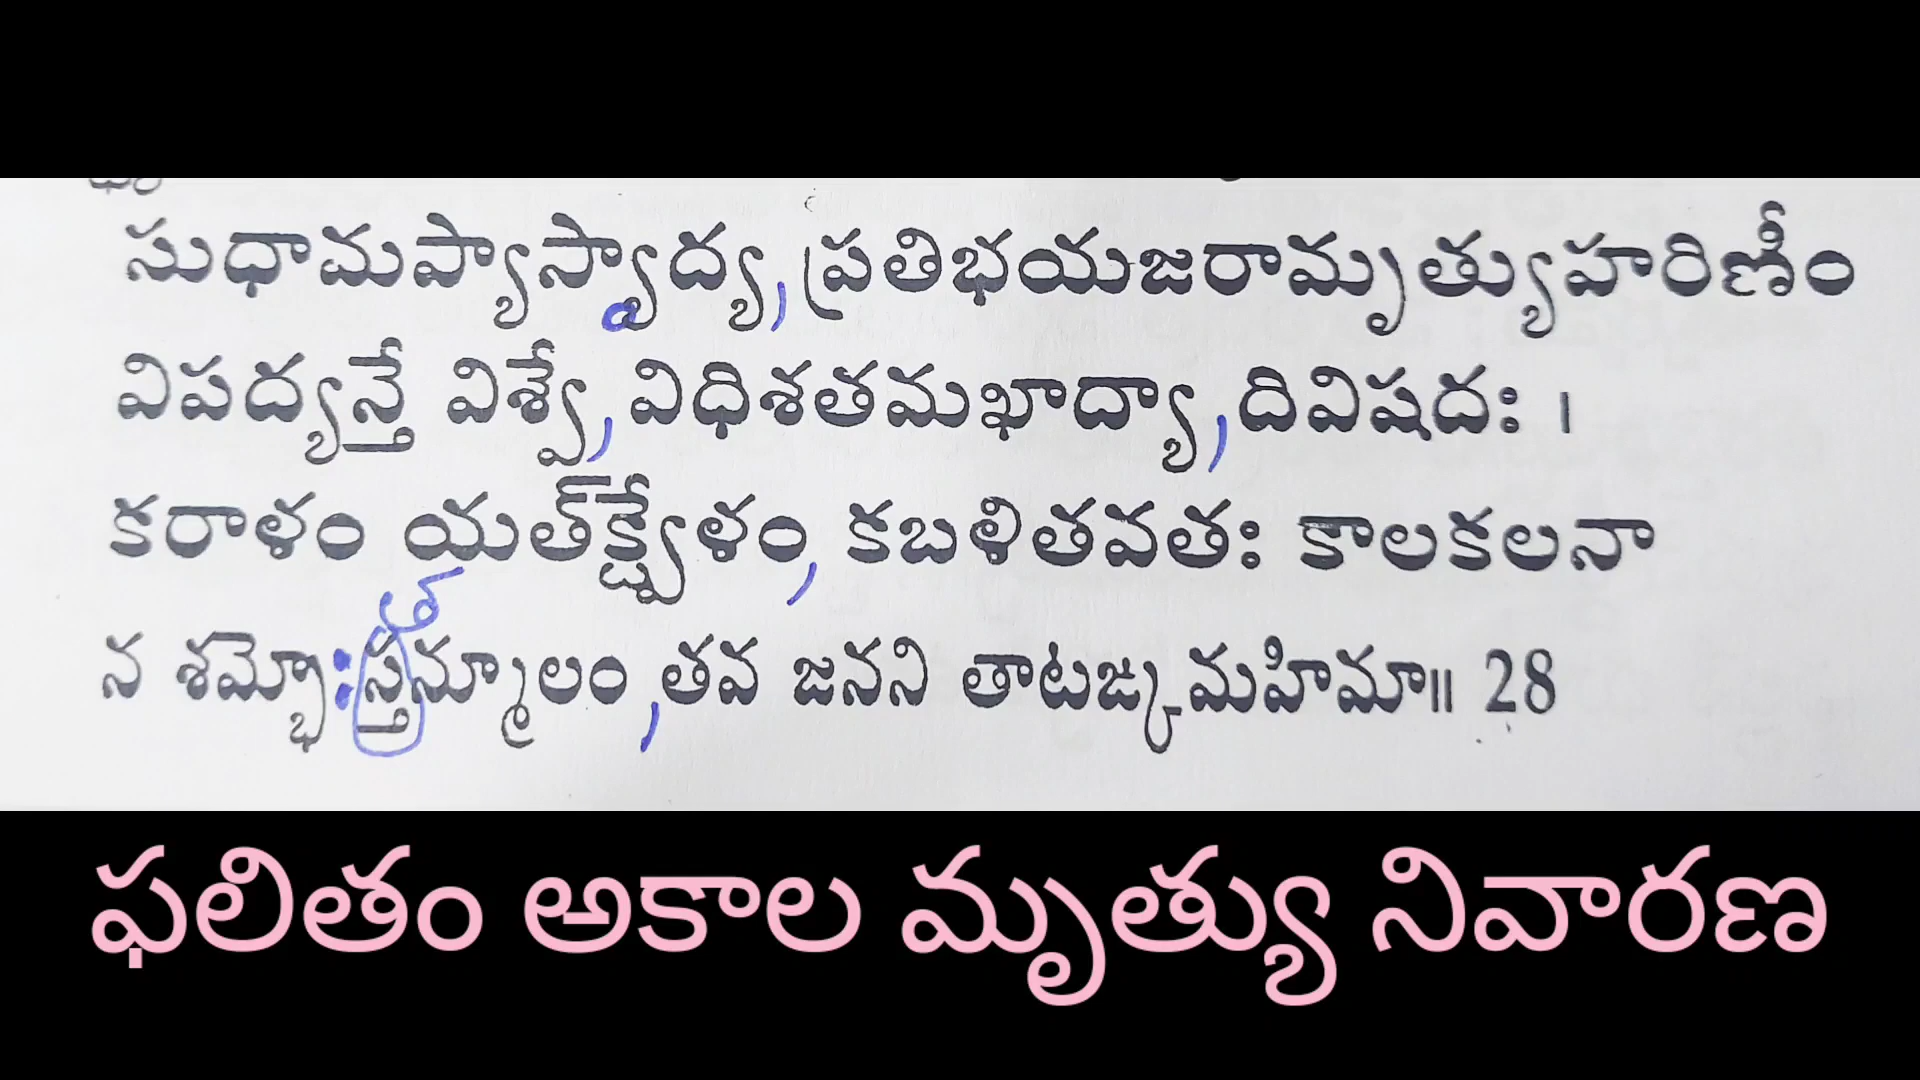 సుధామప్యాస్వాద్య, ప్రతిభయజరామృత్యుహరిణీం
విపద్యన్తే విశ్వే, విధిశతమఖాద్యా, దివిషదః ।
కరాళం యత్‌క్ష్వేళం, కబళితవతః కాలకలనా
న శమ్భోః స్తన్మూలం, తవ జనని తాటఙ్కమహిమా॥ 28
ఫలితం అకాల మృత్యు నివారణ